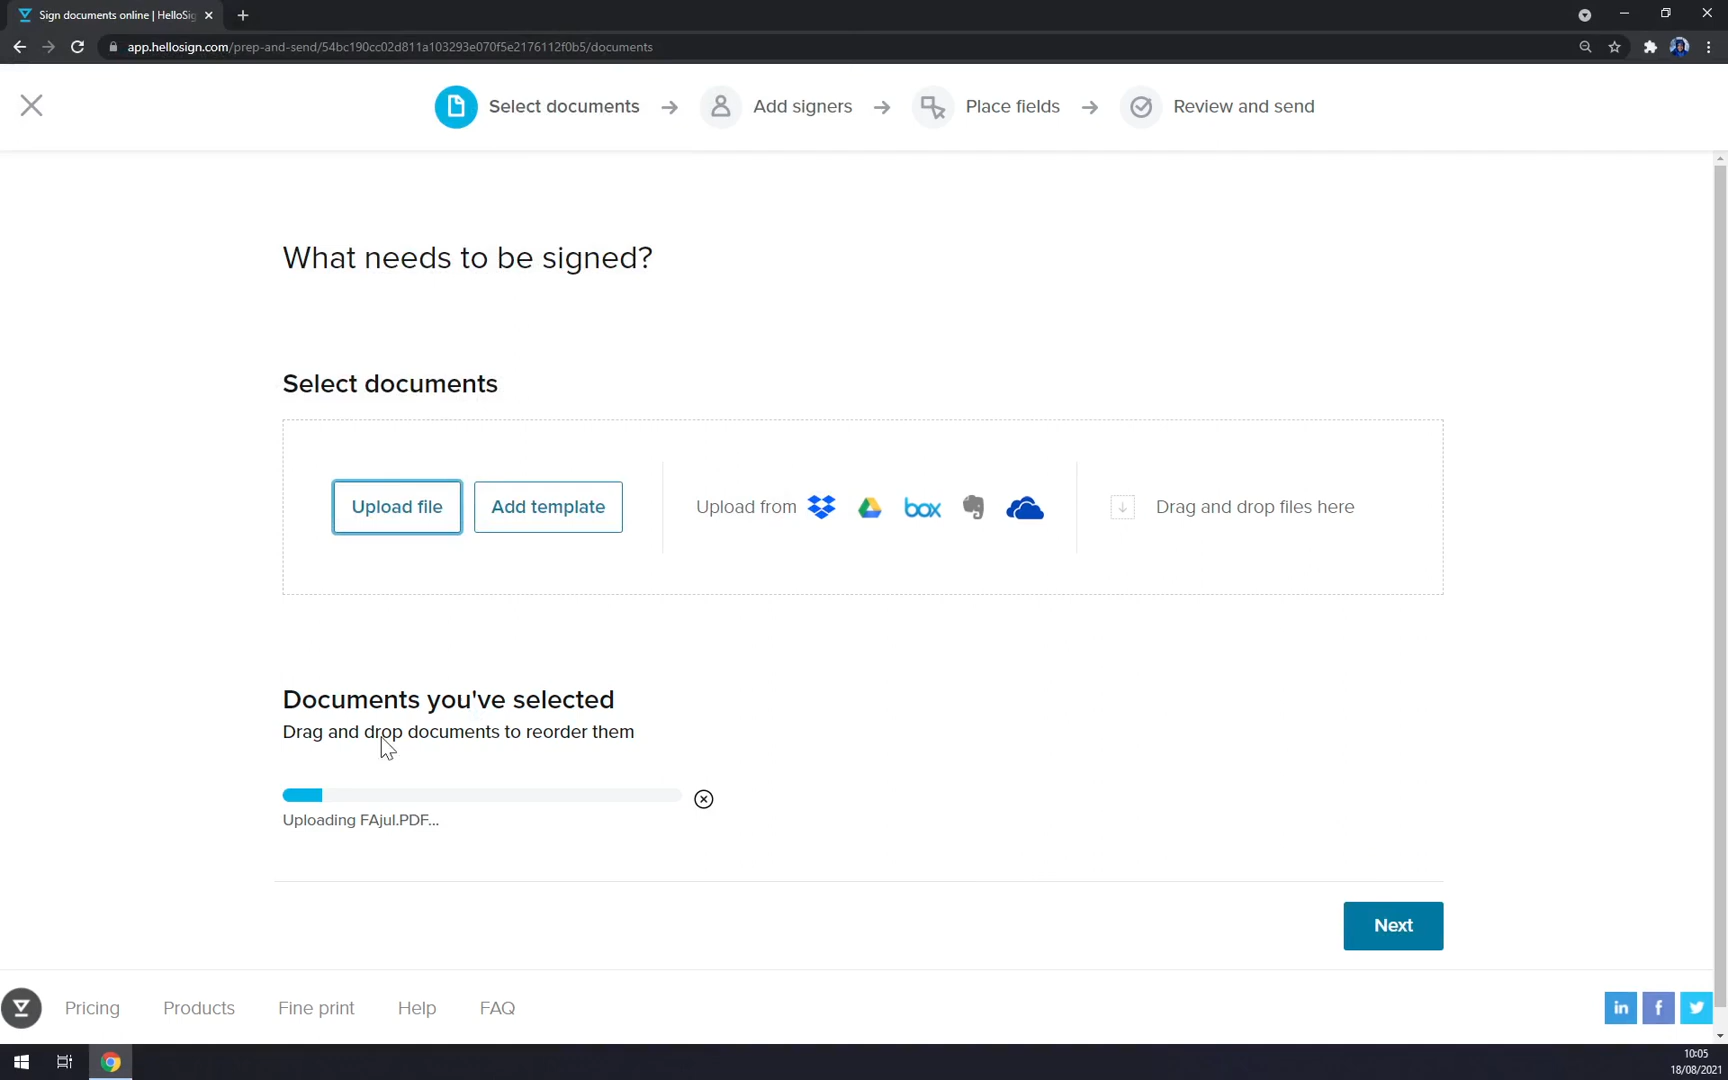 Sign documents online | HelloSig
app.hellosign.com/prep-and-send/54bc190cc02d811a103293e070f5e2176112f0b5/documents
Select documents
Add signers
Place fields
Review and send
What needs to be signed?
Select documents
Upload file
Add template
Upload from
box
Drag and drop files here
Documents you've selected
Drag and drop documents to reorder them
Uploading FAjul.PDF...
Next
Pricing
Products
Fine print
Help
FAQ
in
f
10:05
18/08/2021